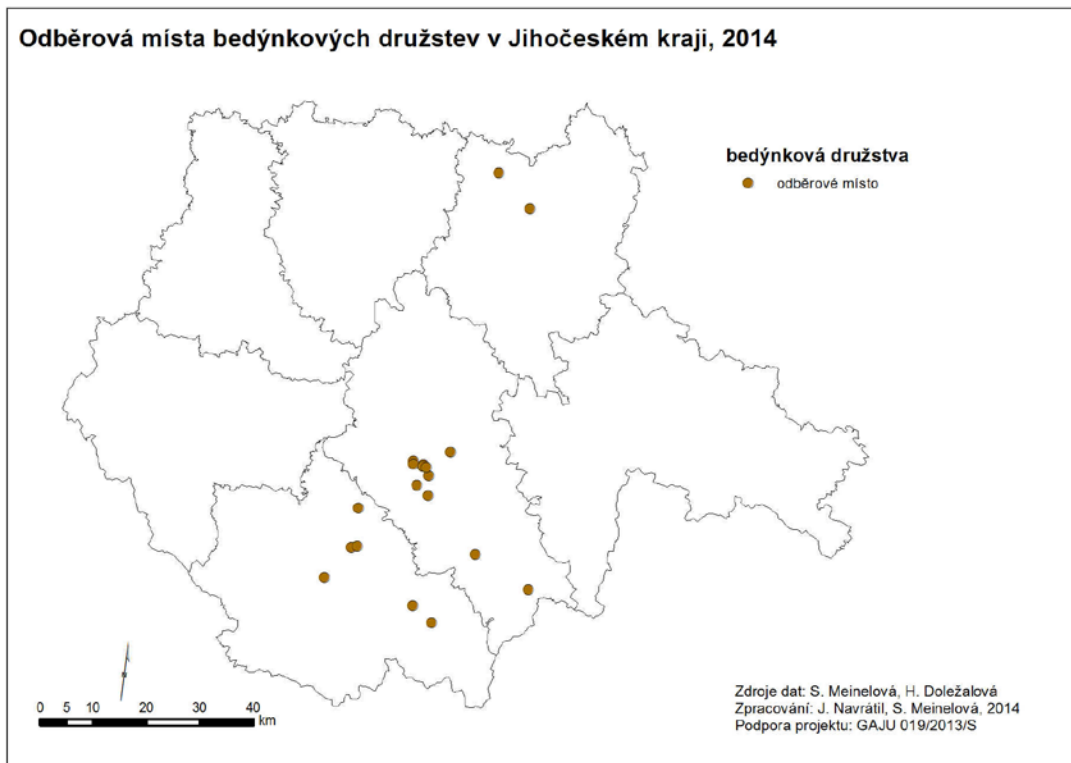 Odběrová místa bedýnkových družstev v Jihočeském kraji, 2014
bedýnková družstva
odběrové místo
0 5 10 20 30 40
km
Zdroje dat: S. Meinelová, H. Doležalová
Zpracování: J. Navrátil, S. Meinelová, 2014
Podpora projektu: GAJU 019/2013/S